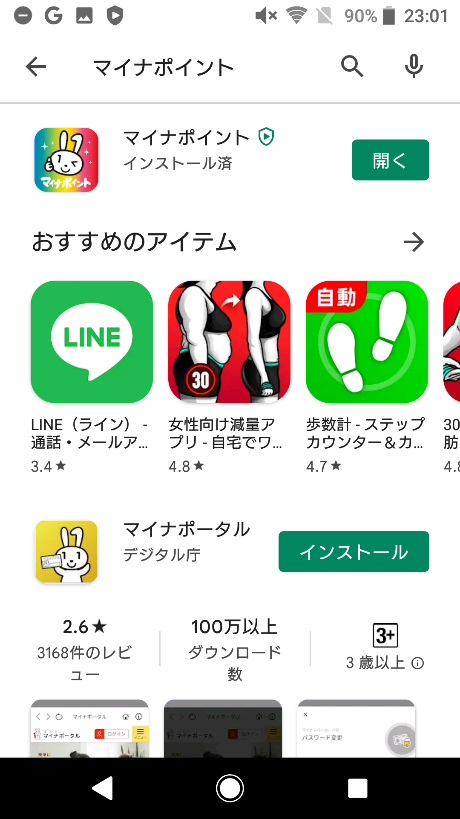 90% 23:01
マイナポイント
マイナポイント
インストール済
開く
マイナポイント
おすすめのアイテム
LINE
30
自動
LINE（ライン） -
通話・メールア...
3.4★
女性向け減量ア
プリ - 自宅でワ...
4.8★
歩数計 - ステップ
カウンター＆カ...
4.7★
30
肪
4.8
マイナポータル
デジタル庁
インストール
2.6★
3168件のレビ
ュー
100万以上
ダウンロード
数
3+
3 歳以上
マイナポータル
マイナポータル
ログイン
マイナポータル
パスワード変更